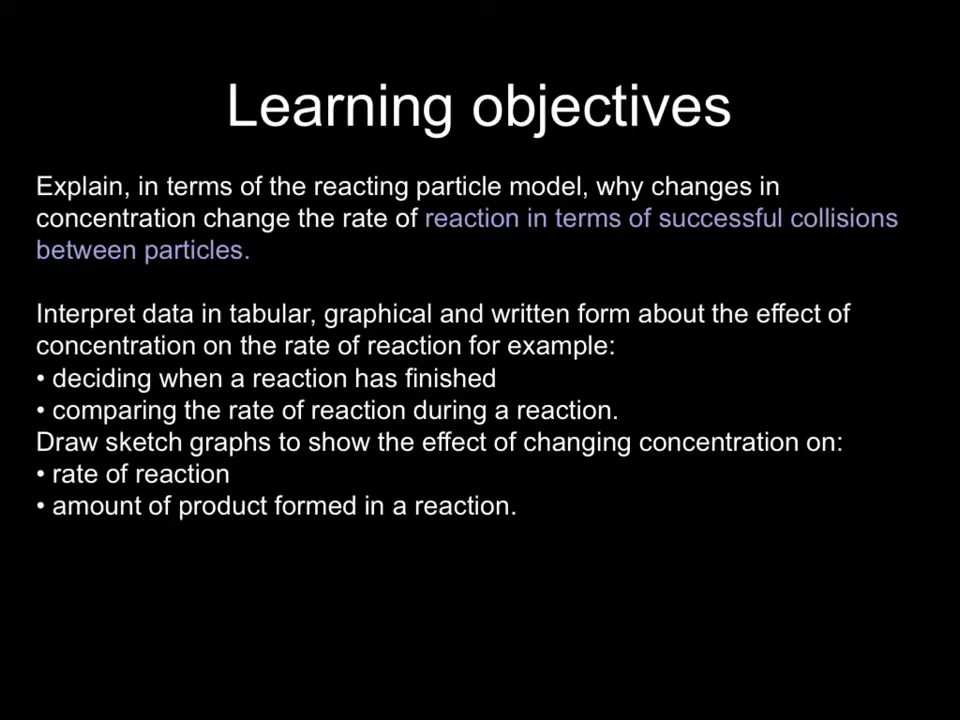 Learning objectives
Explain, in terms of the reacting particle model, why changes in
concentration change the rate of reaction in terms of successful collisions
between particles.
Interpret data in tabular, graphical and written form about the effect of
concentration on the rate of reaction for example:
• deciding when a reaction has finished
• comparing the rate of reaction during a reaction.
Draw sketch graphs to show the effect of changing concentration on:
• rate of reaction
• amount of product formed in a reaction.